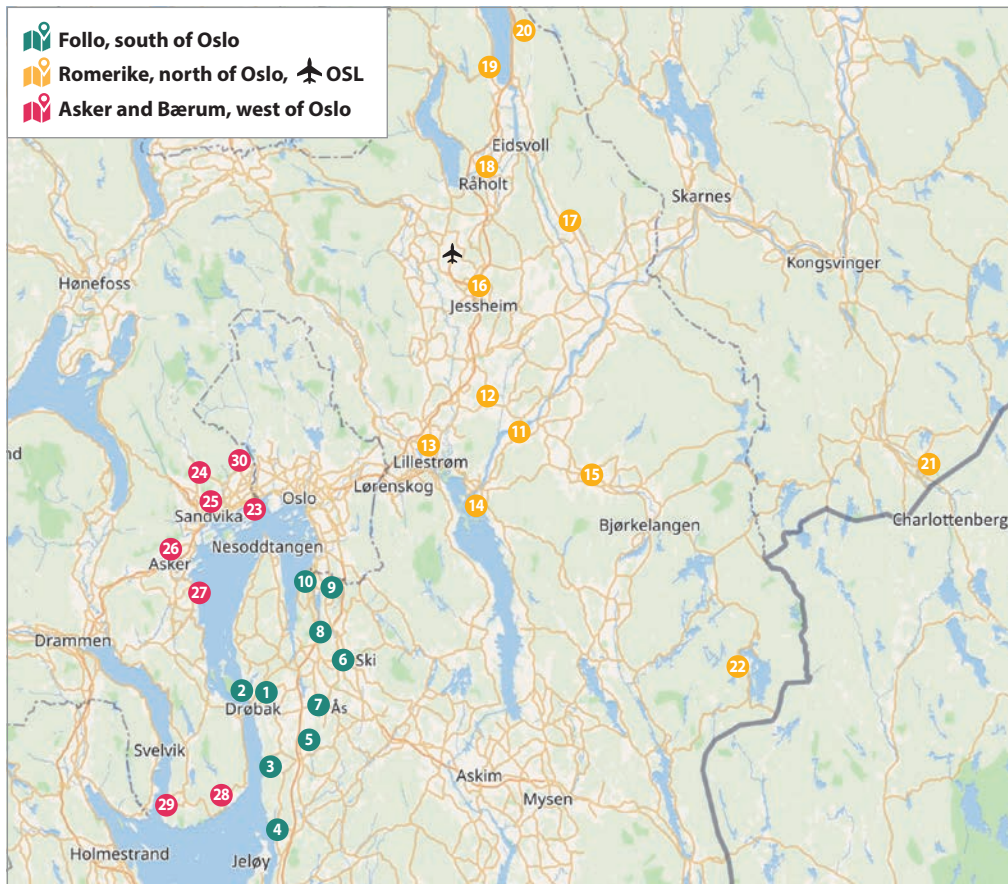 Follo, south of Oslo
Romerike, north of Oslo, OSL
Asker and Bærum, west of Oslo
20
19
Eidsvoll
18
Råholt
Skarnes
17
Kongsvinger
Hønefoss
16
Jessheim
12
11
13
nd
30
Lillestrøm
21
24
15
Lørenskog
25
Oslo
14
23
Sandvika
Charlottenberg
Bjørkelangen
26
Nesoddtangen
Asker
10
9
27
8
Drammen
6
Ski
22
2
1
7
Ås
Drøbak
5
Svelvik
3
Askim
28
Mysen
29
4
Holmestrand
Jeløy